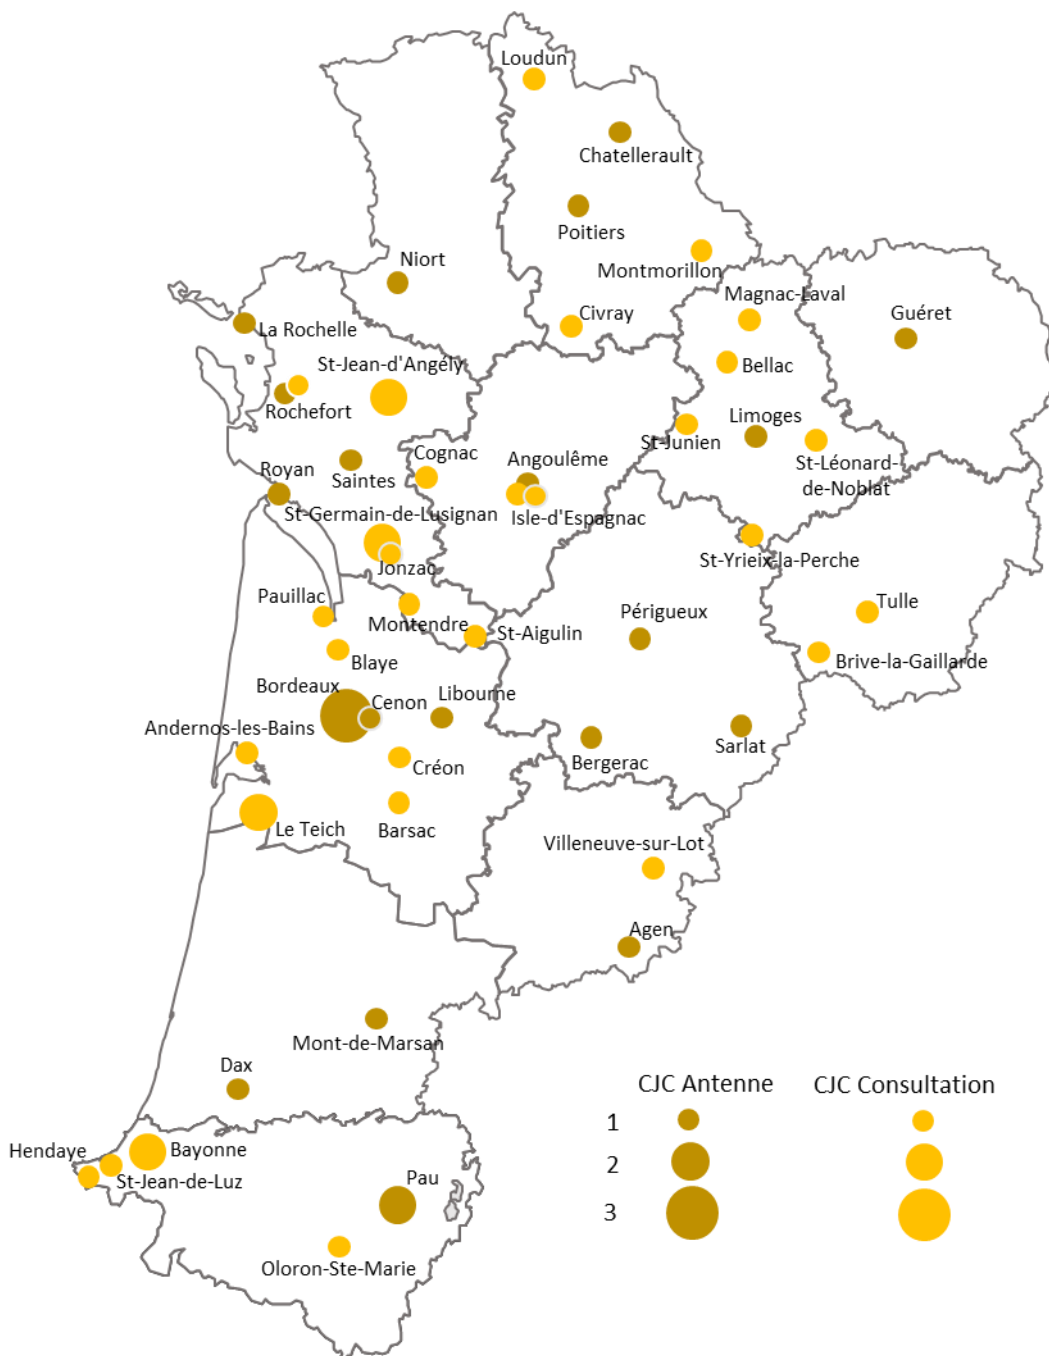 Loudun
Chatellerault
Poitiers
Niort
Montmorillon
Magnac-Laval
Civray
Guéret
La Rochelle
St-Jean-d'Angély
Bellac
Rochefort
Limoges
St-Junien
Cognac
Angoulême
St-Léonard-
de-Noblat
Royan
Saintes
St-Germain-de-Lusignan
Isle-d'Espagnac
Jonzac
St-Yrieix-la-Perche
Pauillac
Montendre
St-Aigulin
Périgueux
Tulle
Blaye
Brive-la-Gaillarde
Bordeaux
Cenon
Libourne
Andernos-les-Bains
Sarlat
Créon
Bergerac
Le Teich
Barsac
Villeneuve-sur-Lot
Agen
Mont-de-Marsan
Dax
CJC Antenne
CJC Consultation
1
2
3
Hendaye
Bayonne
St-Jean-de-Luz
Pau
Oloron-Ste-Marie